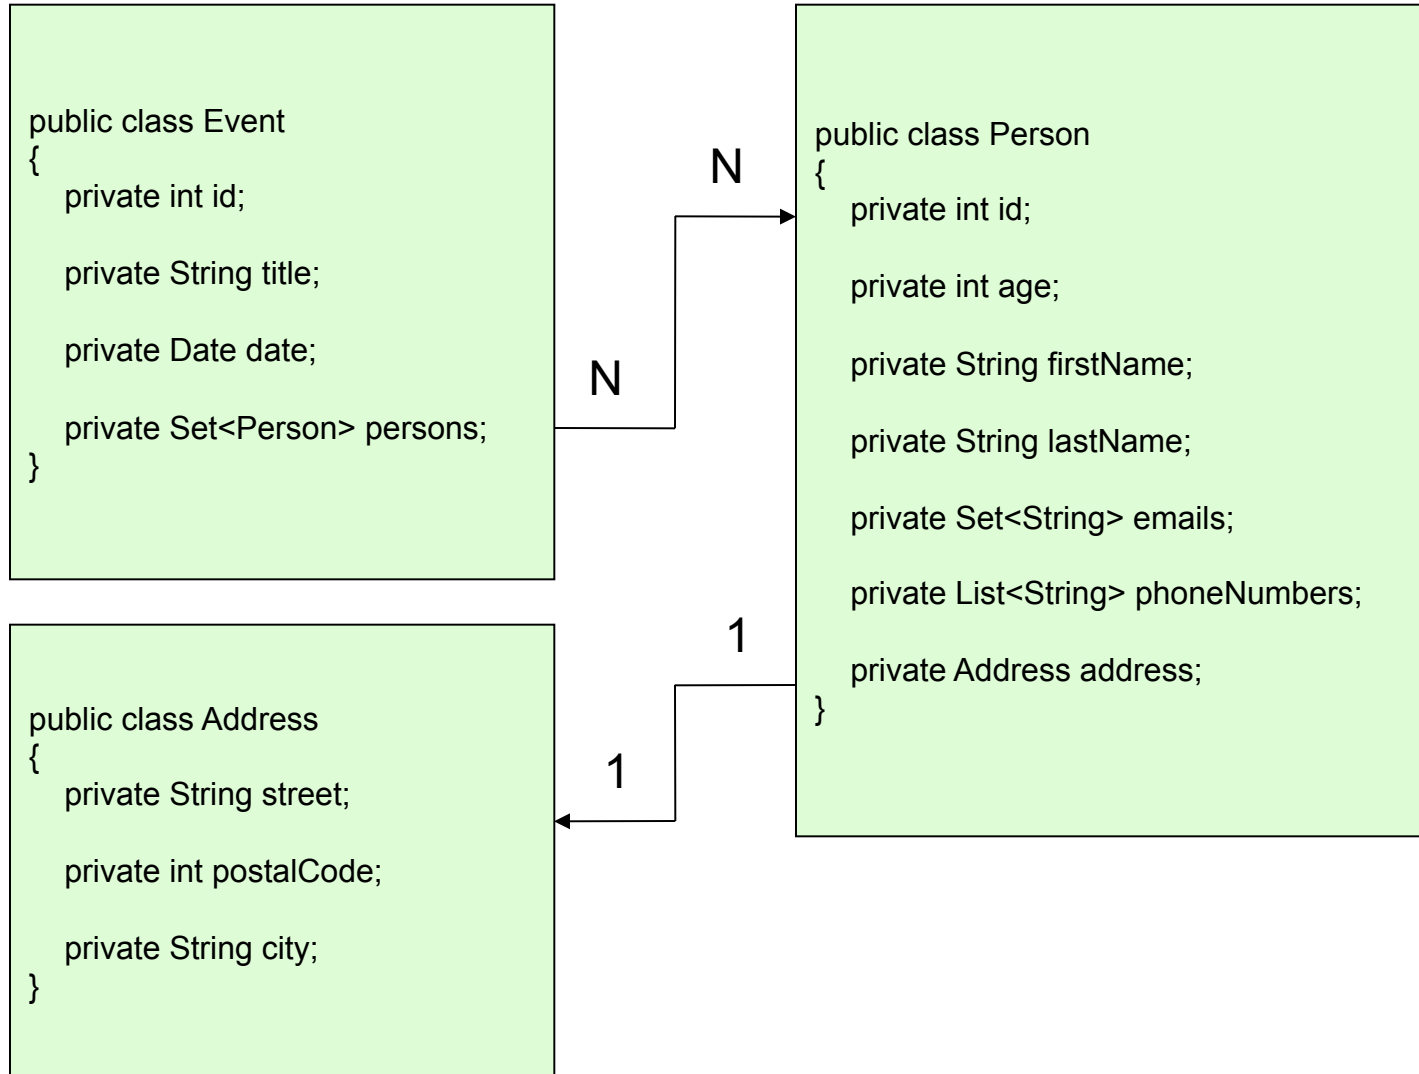 public class Event
{
private int id;
private String title;
private Date date;
private Set<Person> persons;
}
N
N
public class Person
{
private int id;
private int age;
private String firstName;
private String lastName;
private Set<String> emails;
private List<String> phoneNumbers;
private Address address;
}
1
1
public class Address
{
private String street;
private int postalCode;
private String city;
}